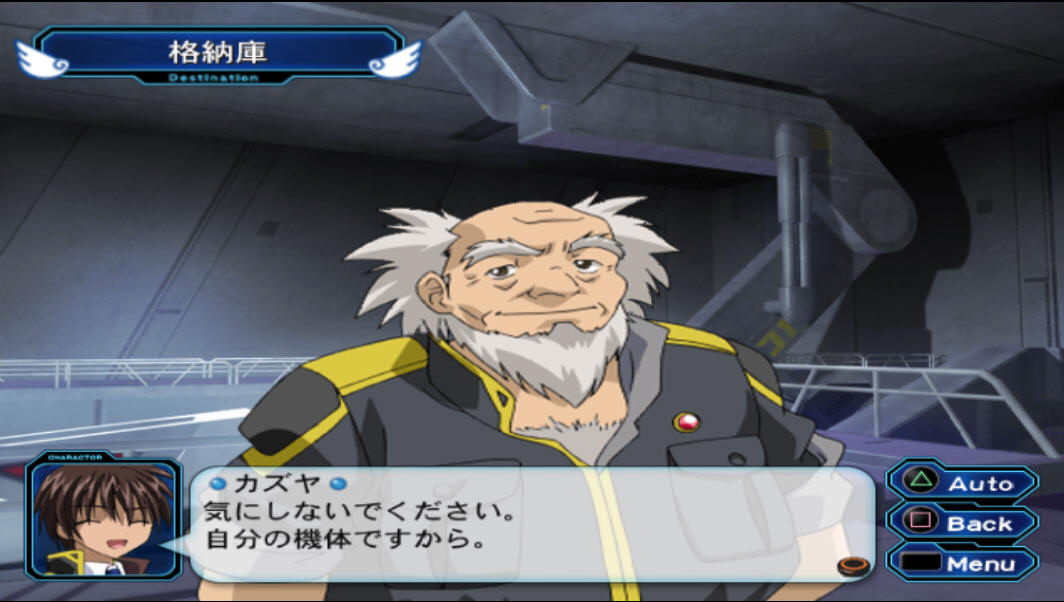 格納庫
Destination
CHARACTOR
カズヤ
気にしないでください。
自分の機体ですから。
Auto
Back
Menu
21